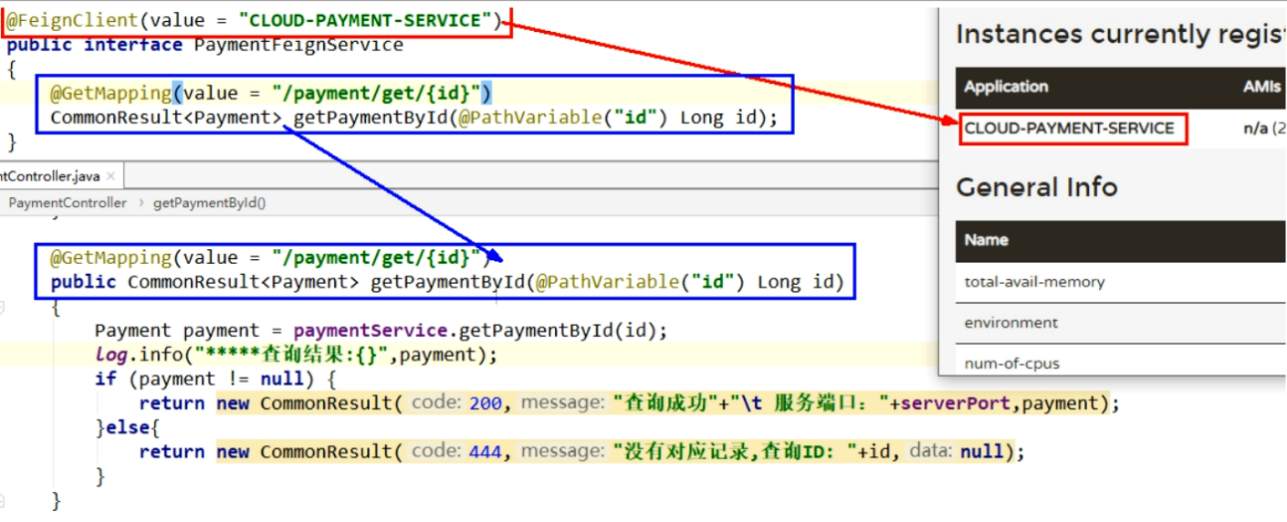 @FeignClient(value = "CLOUD-PAYMENT-SERVICE")
public interface PaymentFeignService
{
@GetMapping(value = "/payment/get/{id}")
CommonResult<Payment> getPaymentById(@PathVariable("id") Long id);
}
ntController.java ×
PaymentController › getPaymentById()
}
@GetMapping(value = "/payment/get/{id}")
public CommonResult<Payment> getPaymentById(@PathVariable("id") Long id)
{
Payment payment = paymentService.getPaymentById(id);
log.info("*****查询结果:{}",payment);
if (payment != null) {
return new CommonResult( code: 200, message: "查询成功"+"\t 服务端口: "+serverPort,payment);
}else{
return new CommonResult( code: 444, message: "没有对应记录,查询ID: "+id, data: null);
}
}
Instances currently regist
Application AMIs
CLOUD-PAYMENT-SERVICE n/a (2
General Info
Name
total-avail-memory
environment
num-of-cpus